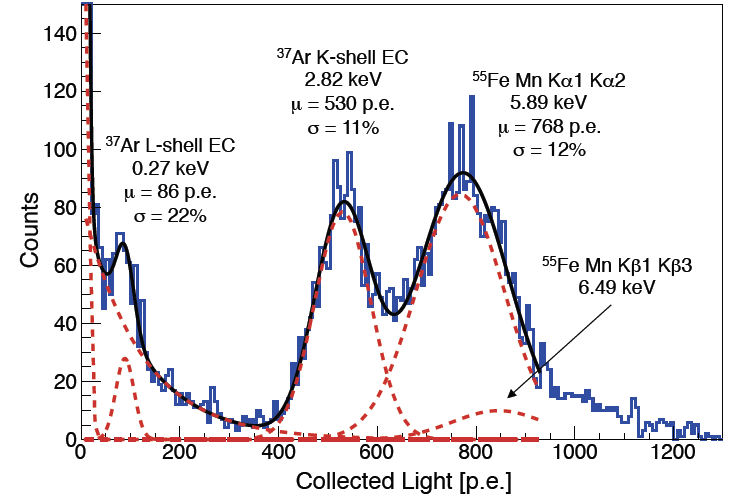 140
120
100
80
60
40
20
0
Counts
³⁷Ar L-shell EC
0.27 keV
μ = 86 p.e.
σ = 22%
³⁷Ar K-shell EC
2.82 keV
μ = 530 p.e.
σ = 11%
⁵⁵Fe Mn Kα1 Kα2
5.89 keV
μ = 768 p.e.
σ = 12%
⁵⁵Fe Mn Kβ1 Kβ3
6.49 keV
0 200 400 600 800 1000 1200
Collected Light [p.e.]